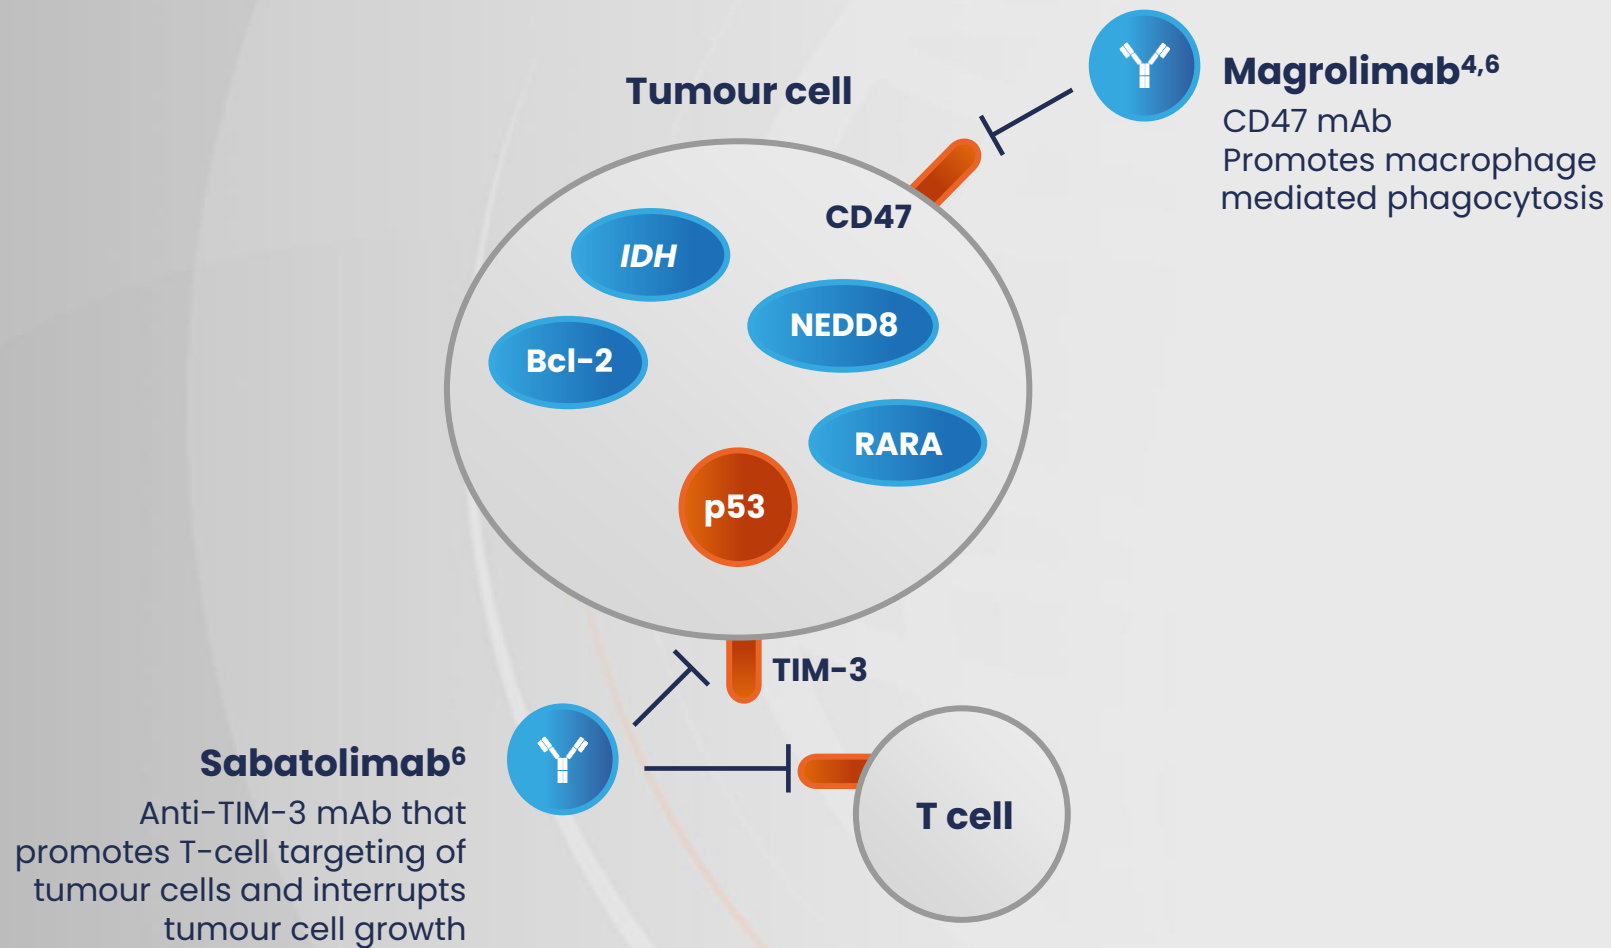 Tumour cell
Magrolimab4,6
CD47 mAb
Promotes macrophage
mediated phagocytosis
CD47
IDH
NEDD8
Bcl-2
RARA
p53
TIM-3
Sabatolimab6
Anti-TIM-3 mAb that
promotes T-cell targeting of
tumour cells and interrupts
tumour cell growth
T cell